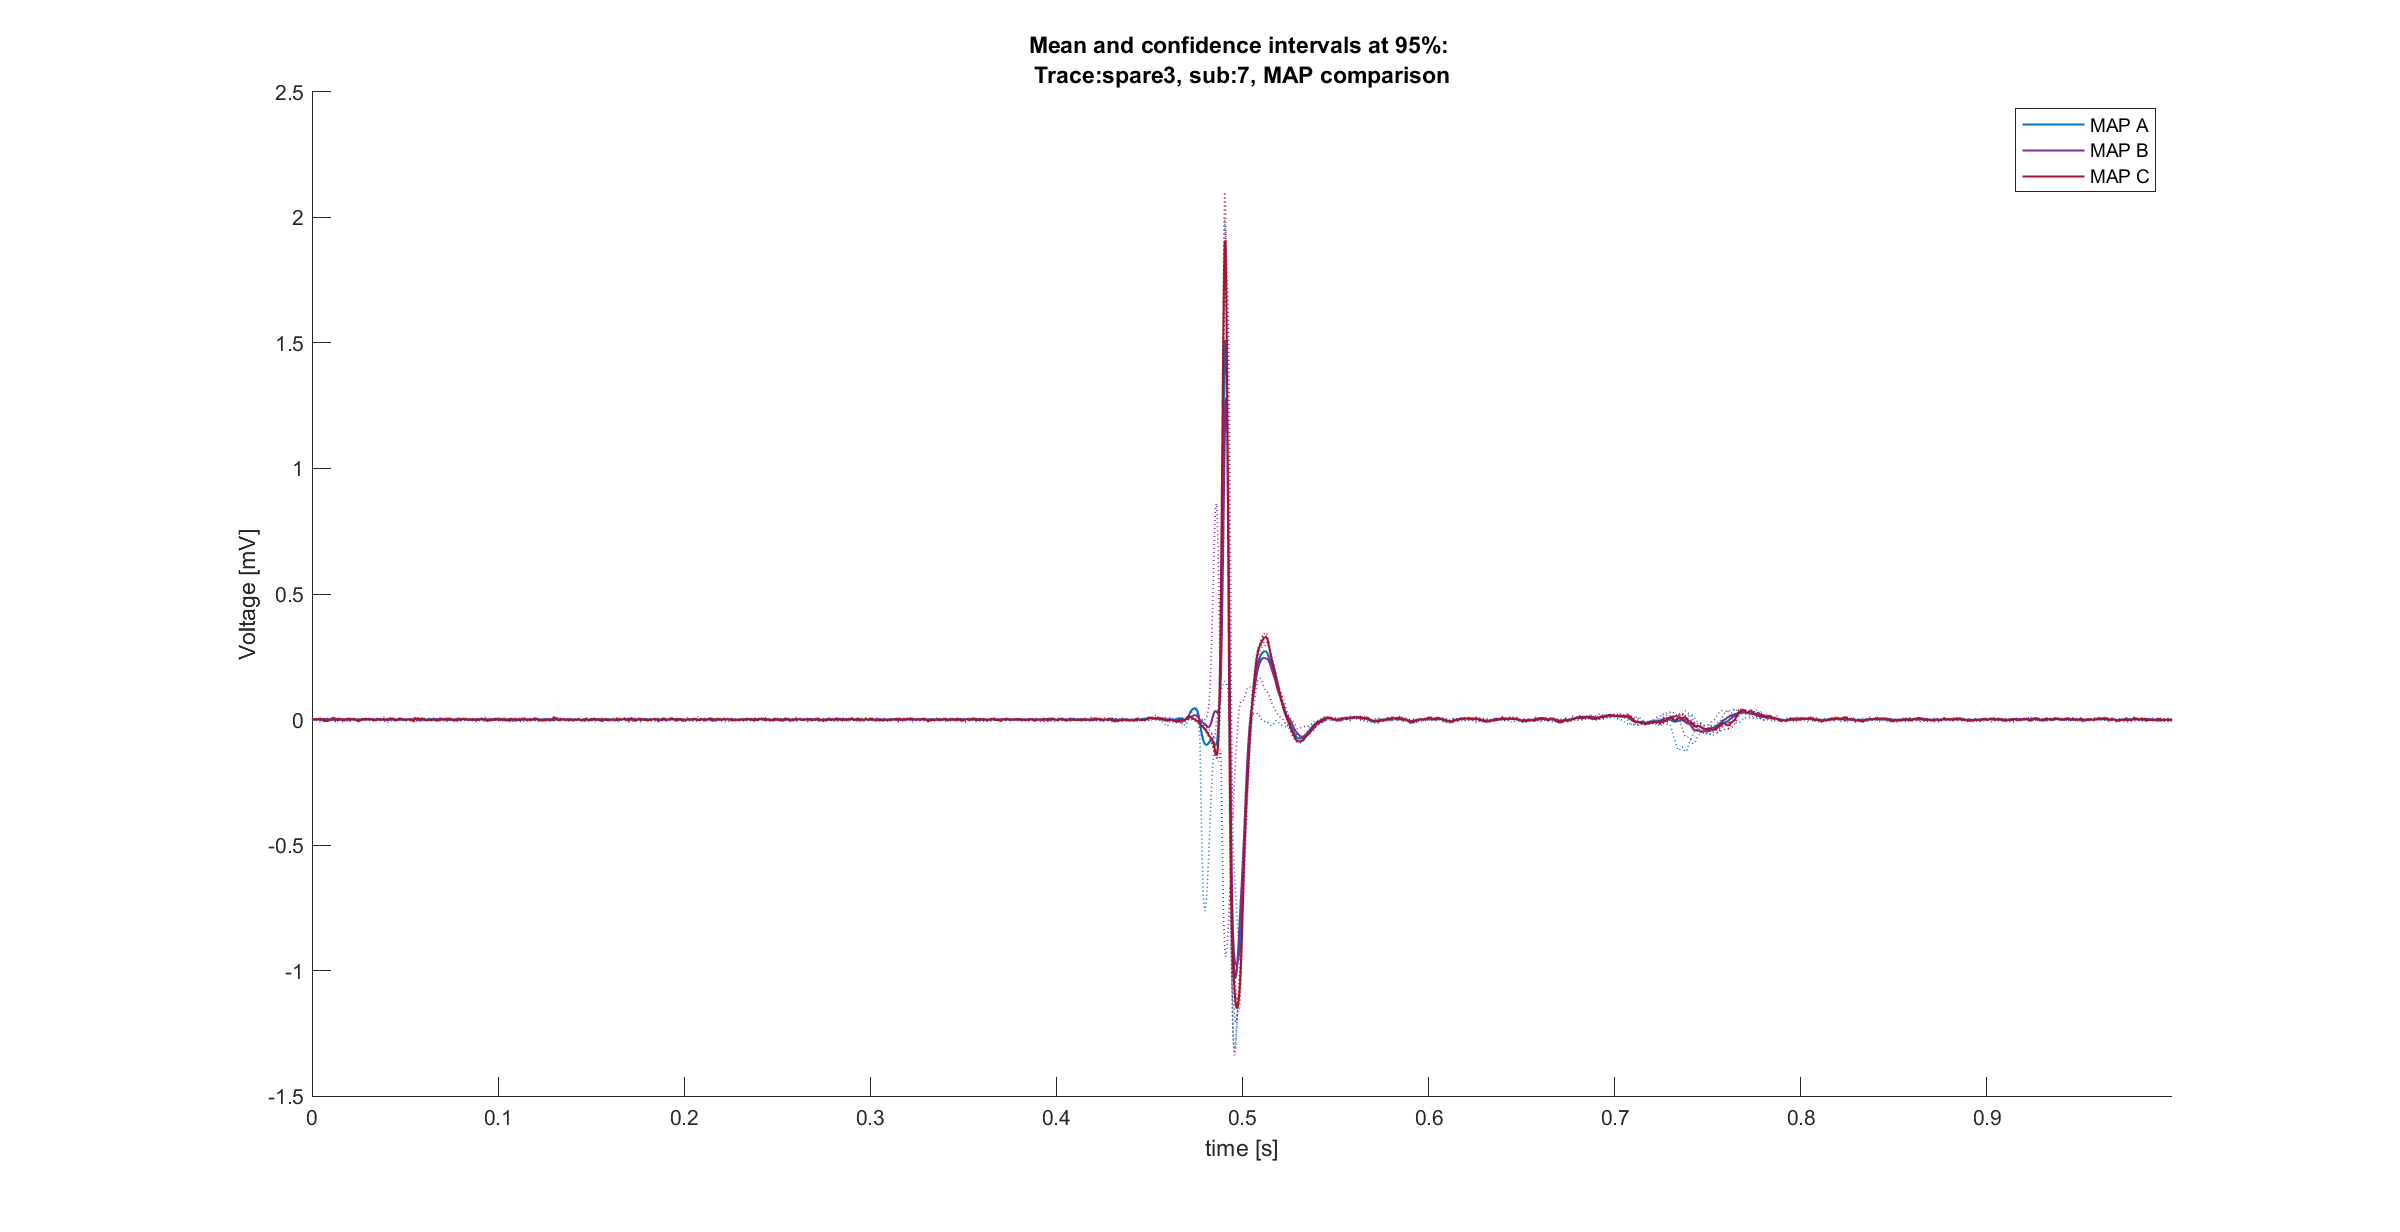 Mean and confidence intervals at 95%:
Trace:spare3, sub:7, MAP comparison
2.5
2
1.5
1
0.5
0
-0.5
-1
-1.5
Voltage [mV]
MAP A
MAP B
MAP C
0 0.1 0.2 0.3 0.4 0.5 0.6 0.7 0.8 0.9
time [s]